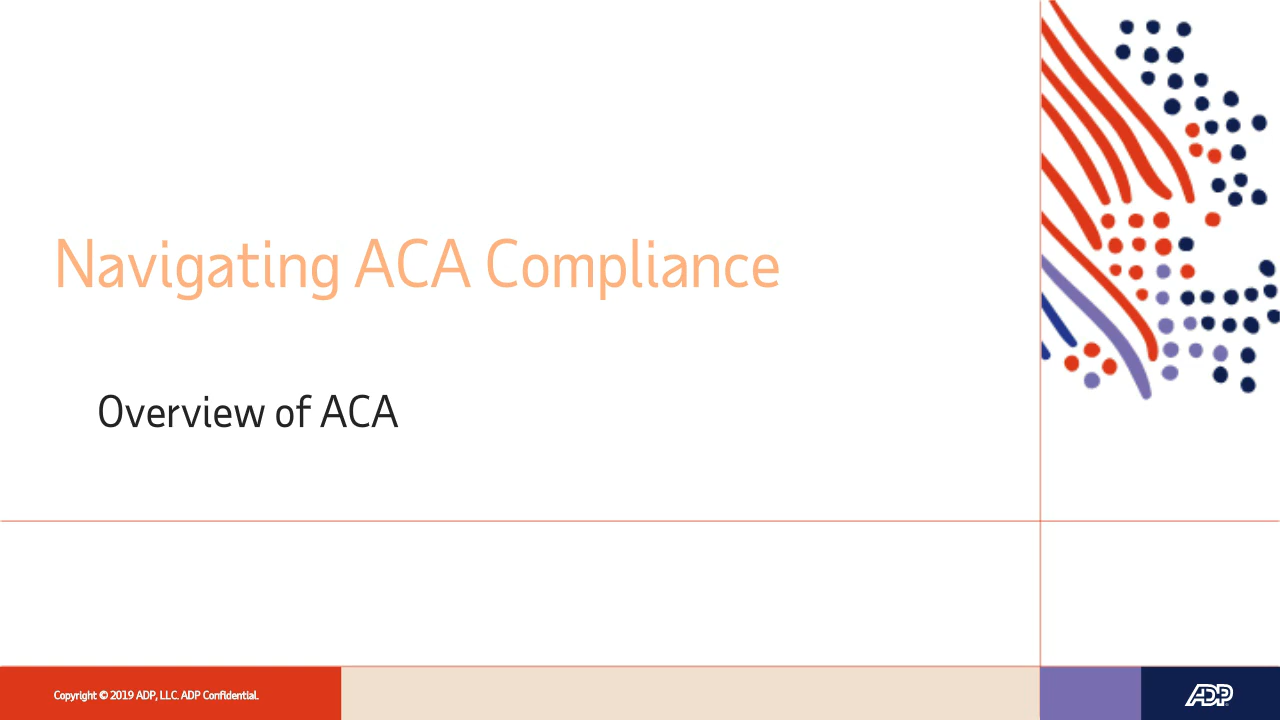 Navigating ACA Compliance
Overview of ACA
Copyright © 2019 ADP, LLC. ADP Confidential.
ADP